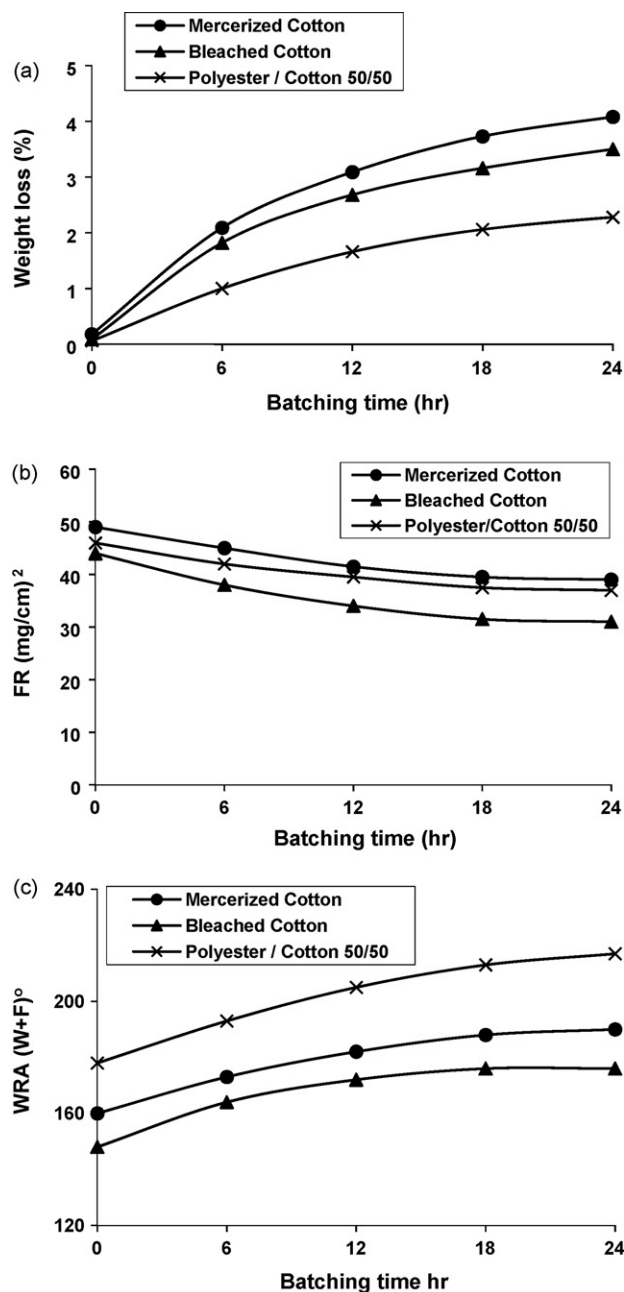 Mercerized Cotton
Bleached Cotton
Polyester / Cotton 50/50
(a)
Weight loss (%)
5
4
3
2
1
0
0 6 12 18 24
Batching time (hr)
(b)
Mercerized Cotton
Bleached Cotton
Polyester/Cotton 50/50
FR (mg/cm) 2
60
50
40
30
20
10
0
0 6 12 18 24
Batching time (hr)
(c)
Mercerized Cotton
Bleached Cotton
Polyester / Cotton 50/50
WRA (W+F)o
240
200
160
120
0 6 12 18 24
Batching time hr